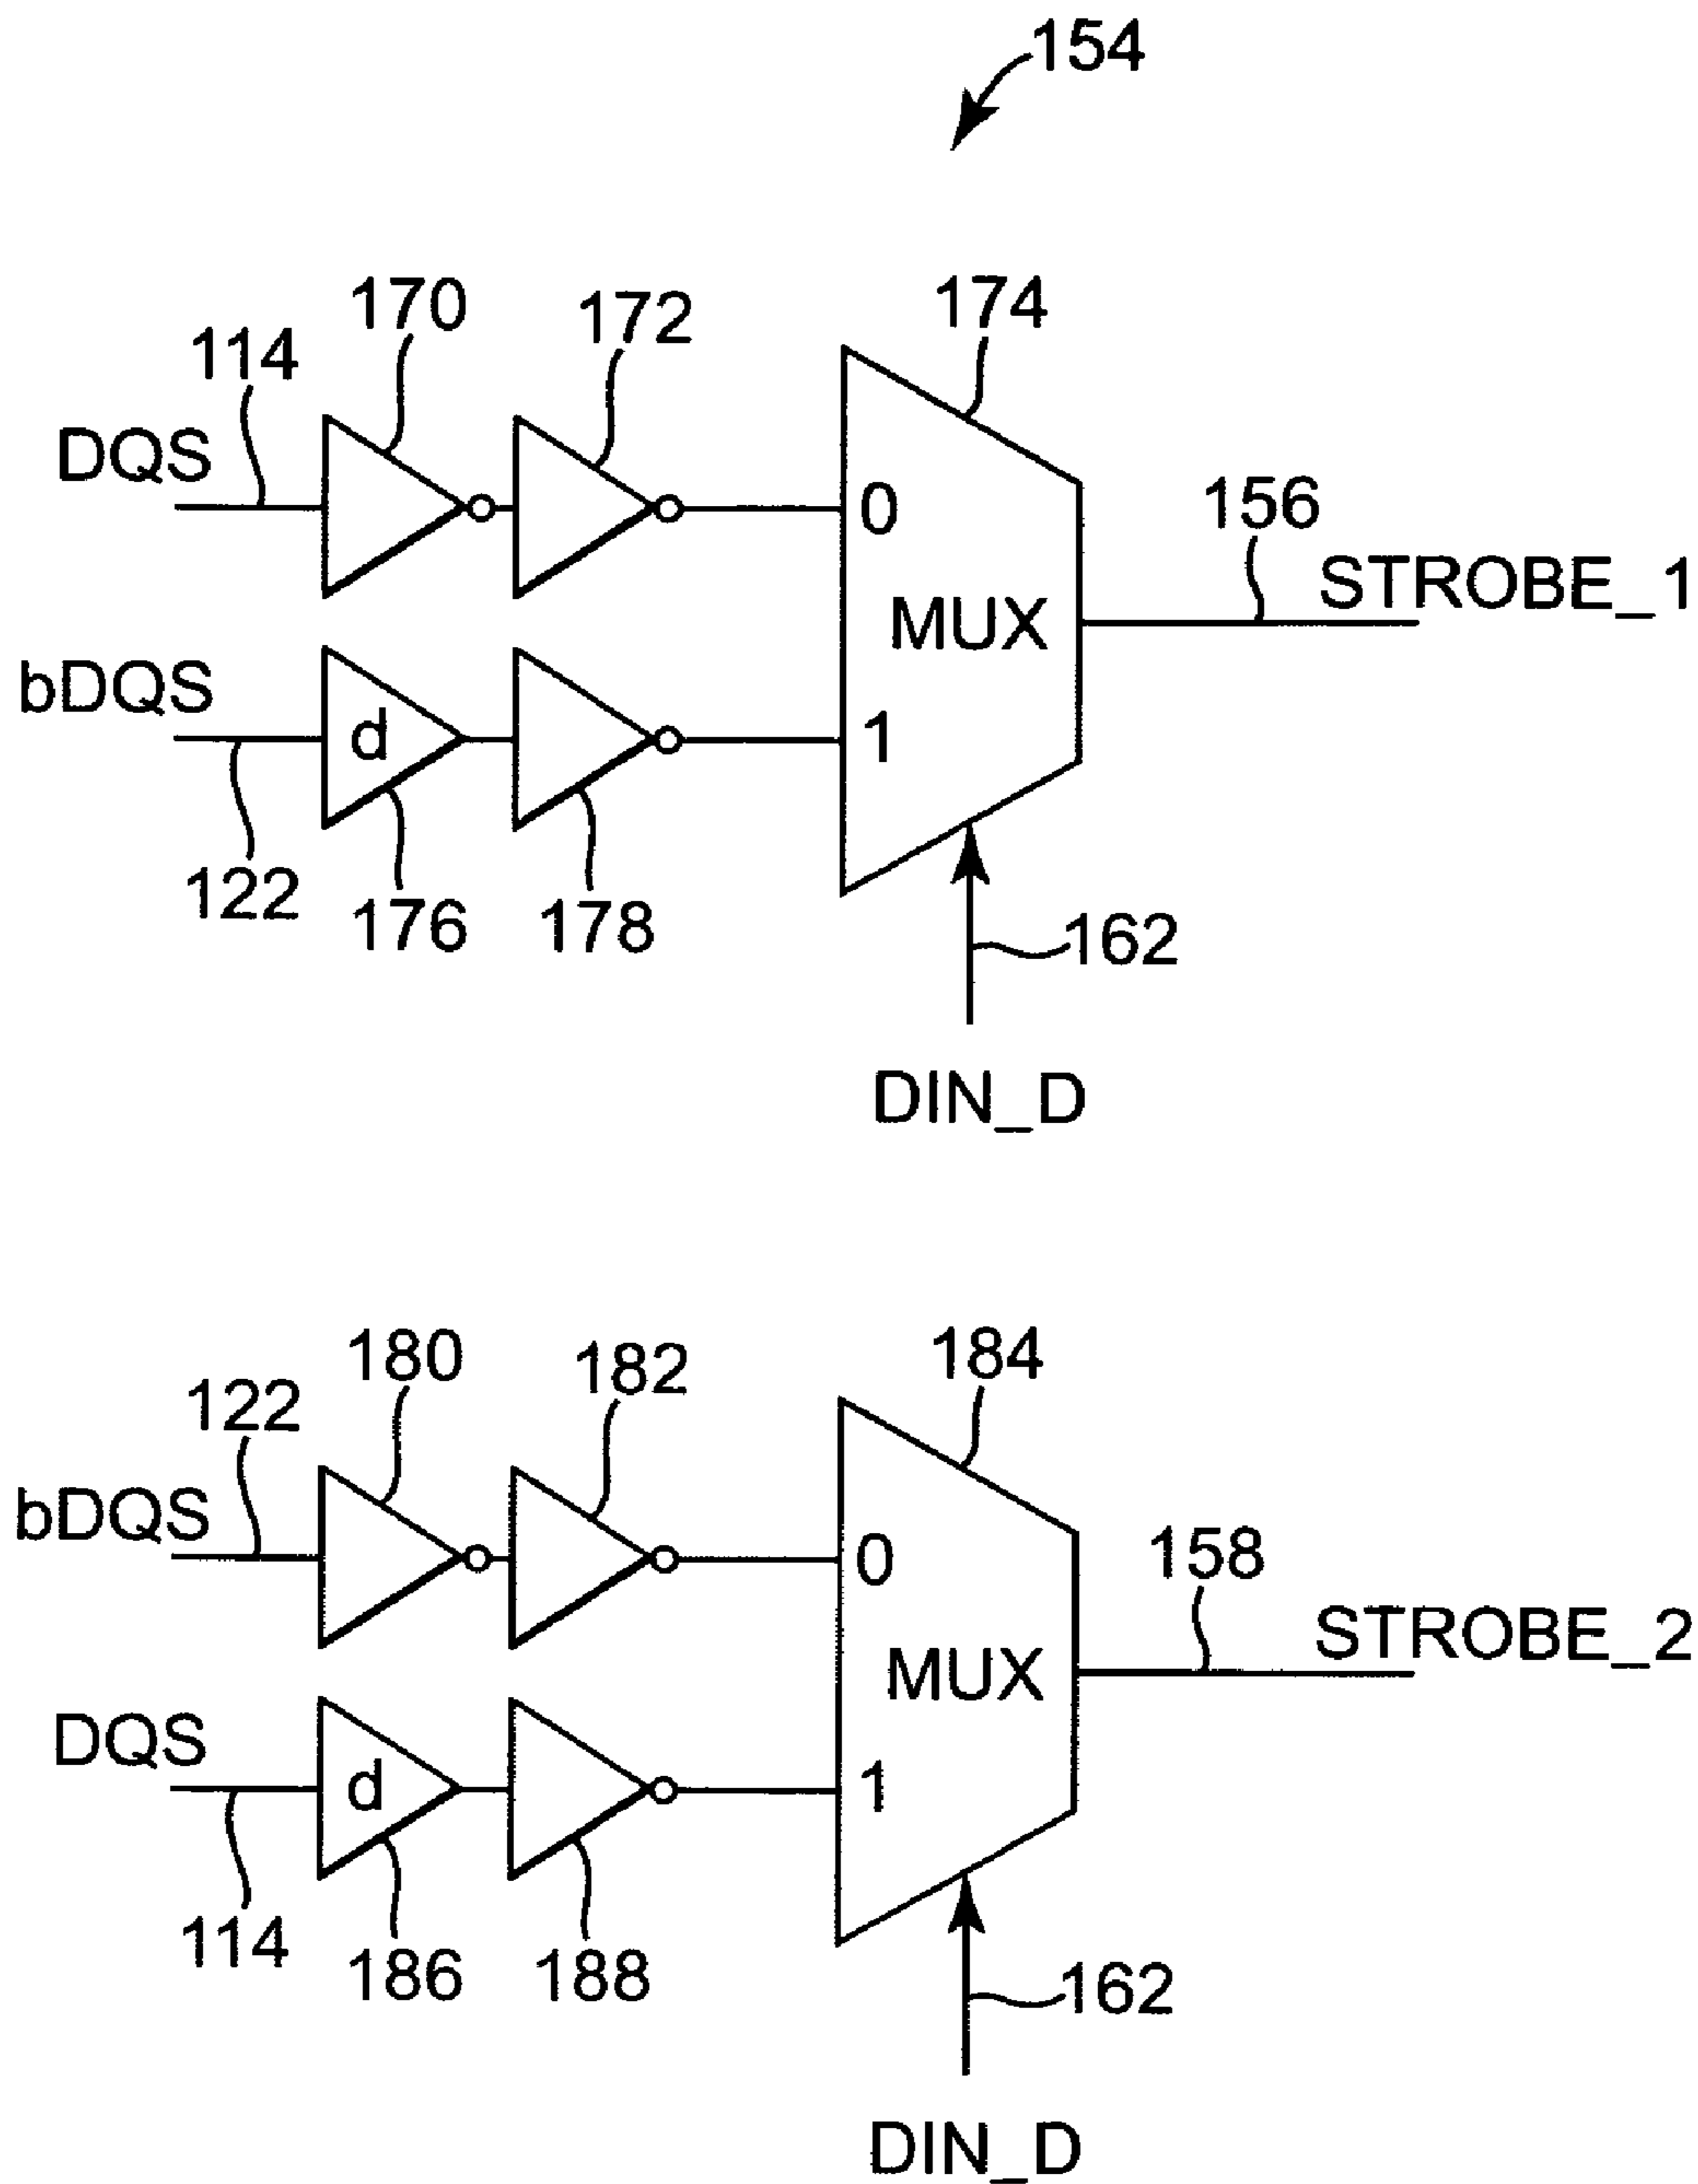 154
170
172
174
114
DQS
0
156
STROBE_1
MUX
bDQS
d
1
122
176
178
162
DIN_D
180
182
184
122
bDQS
0
158
STROBE_2
MUX
DQS
d
1
114
186
188
162
DIN_D